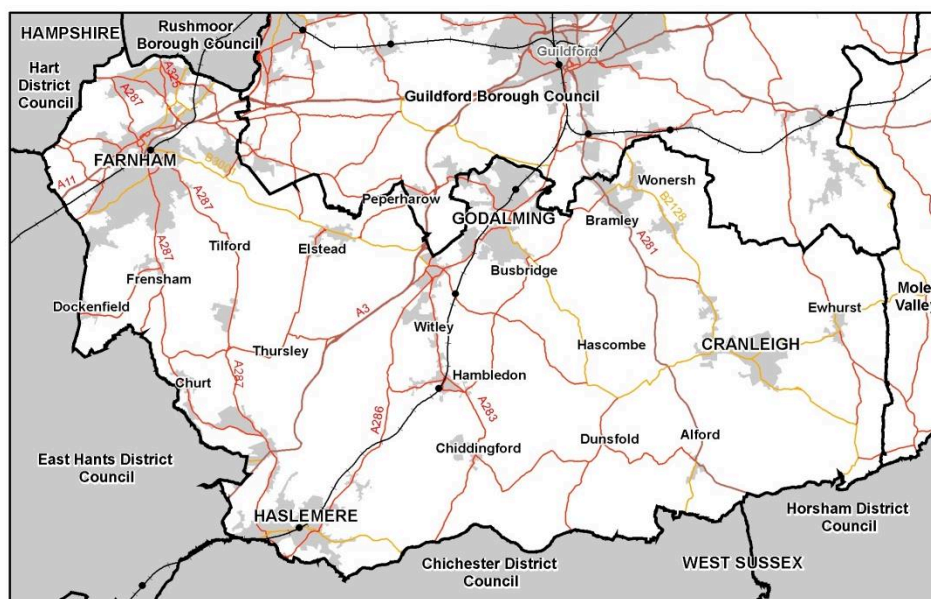 HAMPSHIRE
Rushmoor
Borough Council
Hart
District
Council
Guildford
Guildford Borough Council
A325
A287
FARNHAM
A11
A287
Peperharow
Wonersh
GODALMING
Bramley
B2128
A281
A287
Tilford
Elstead
Busbridge
Frensham
Mole
Valley
Dockenfield
A3
Ewhurst
Witley
Hascombe
CRANLEIGH
Thursley
Churt
A287
Hambledon
A286
A283
Chiddingford
Dunsfold
Alford
East Hants District
Council
HASLEMERE
Horsham District
Council
Chichester District
Council
WEST SUSSEX